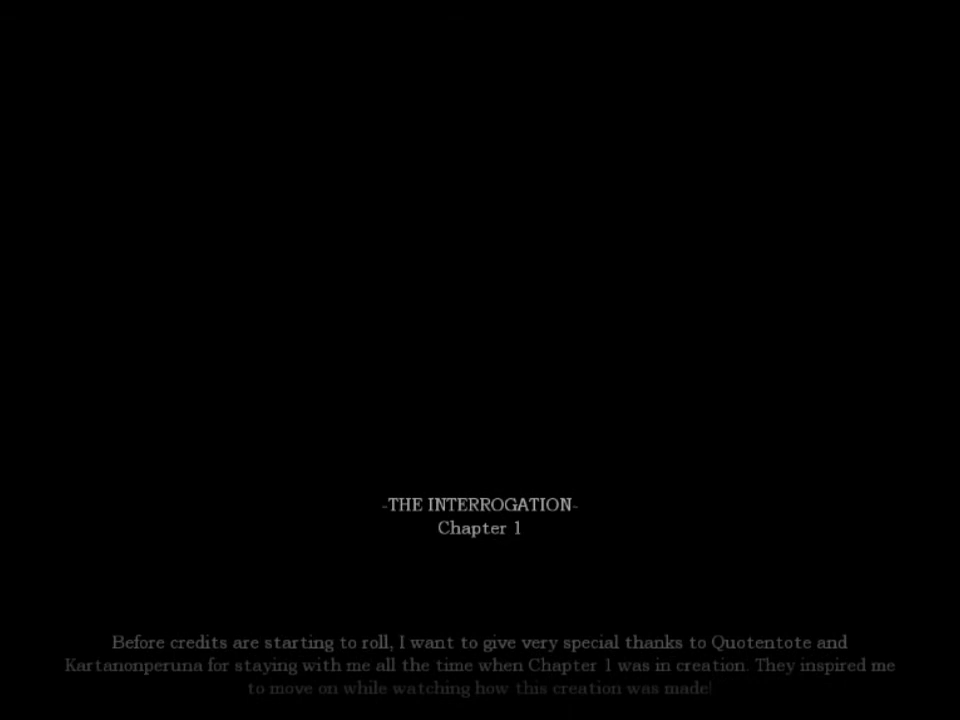 -THE INTERROGATION-
Chapter 1
Before credits are starting to roll, I want to give very special thanks to Quotentote and
Kartanonperuna for staying with me all the time when Chapter 1 was in creation. They inspired me
to move on while watching how this creation was made!